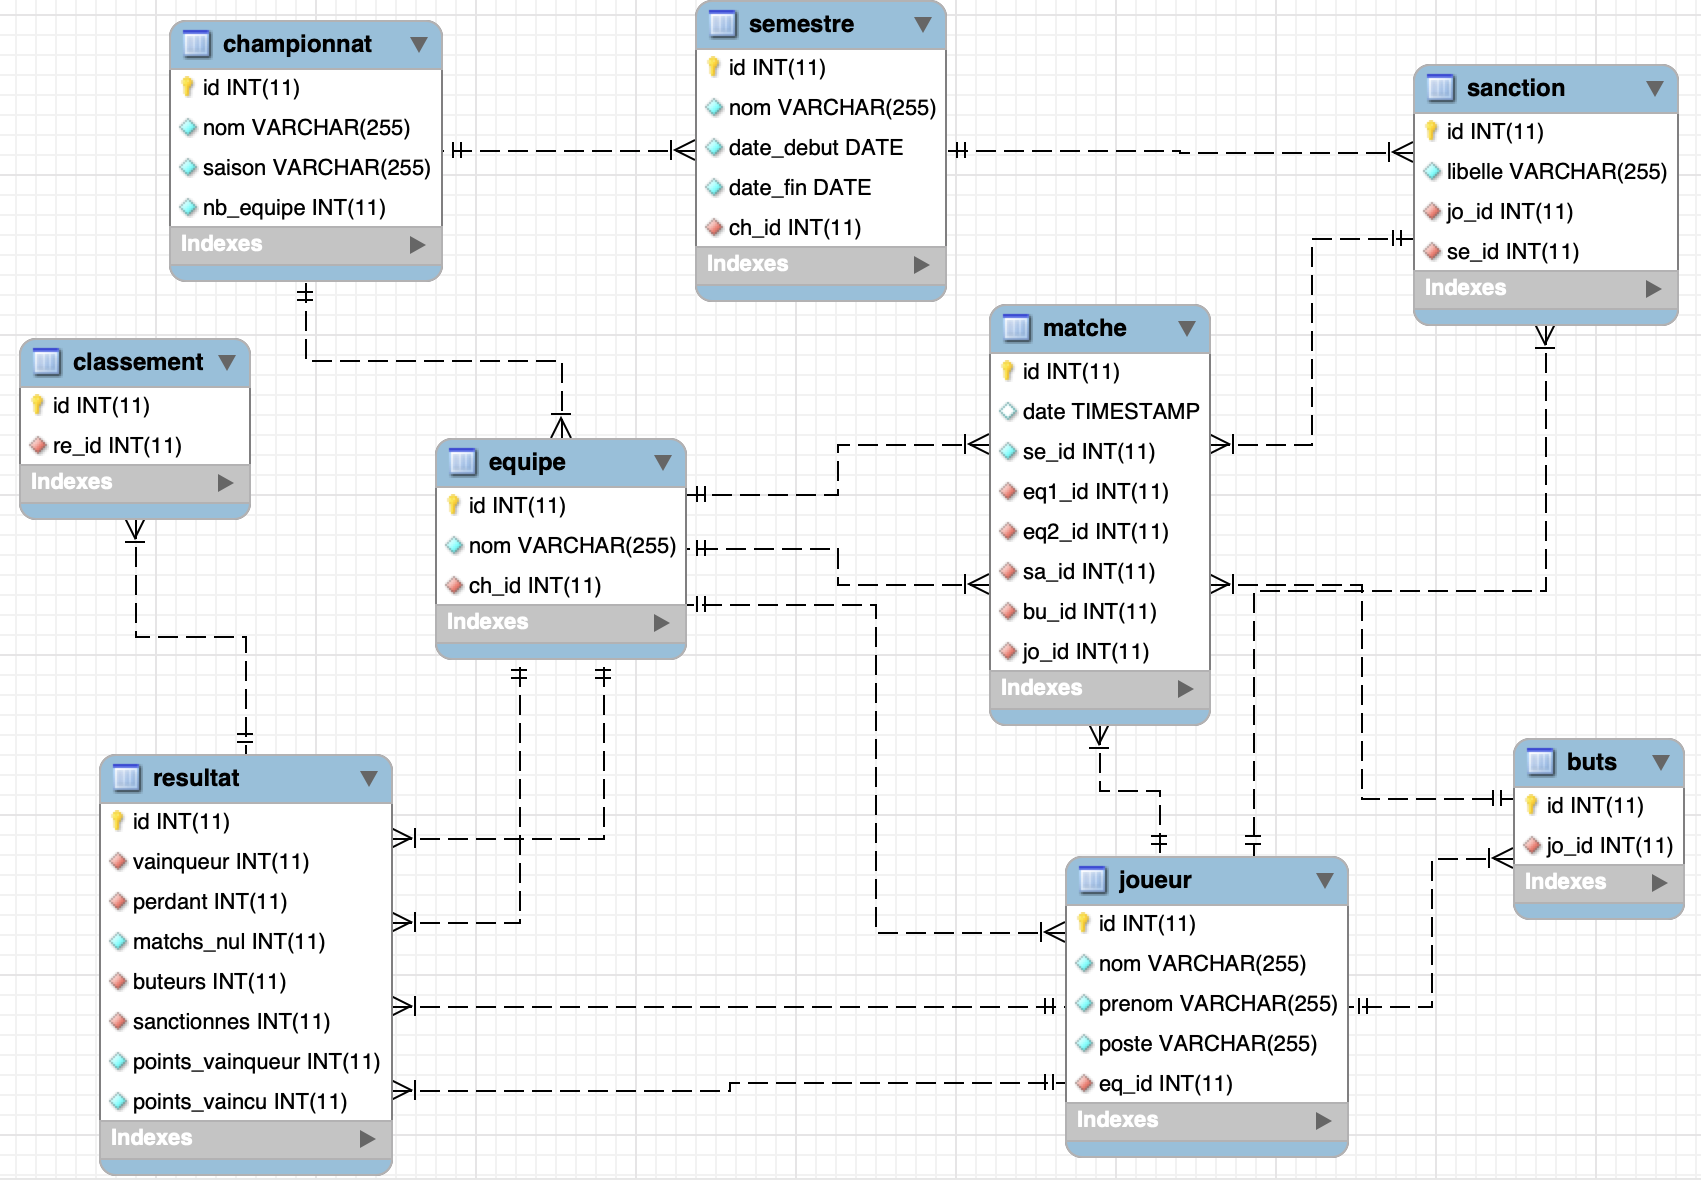 championnat
id INT(11)
nom VARCHAR(255)
saison VARCHAR(255)
nb_equipe INT(11)
Indexes
semestre
id INT(11)
nom VARCHAR(255)
date_debut DATE
date_fin DATE
ch_id INT(11)
Indexes
sanction
id INT(11)
libelle VARCHAR(255)
jo_id INT(11)
se_id INT(11)
Indexes
classement
id INT(11)
re_id INT(11)
Indexes
equipe
id INT(11)
nom VARCHAR(255)
ch_id INT(11)
Indexes
matche
id INT(11)
date TIMESTAMP
se_id INT(11)
eq1_id INT(11)
eq2_id INT(11)
sa_id INT(11)
bu_id INT(11)
jo_id INT(11)
Indexes
resultat
id INT(11)
vainqueur INT(11)
perdant INT(11)
matchs_nul INT(11)
buteurs INT(11)
sanctionnes INT(11)
points_vainqueur INT(11)
points_vaincu INT(11)
Indexes
joueur
id INT(11)
nom VARCHAR(255)
prenom VARCHAR(255)
poste VARCHAR(255)
eq_id INT(11)
Indexes
buts
id INT(11)
jo_id INT(11)
Indexes